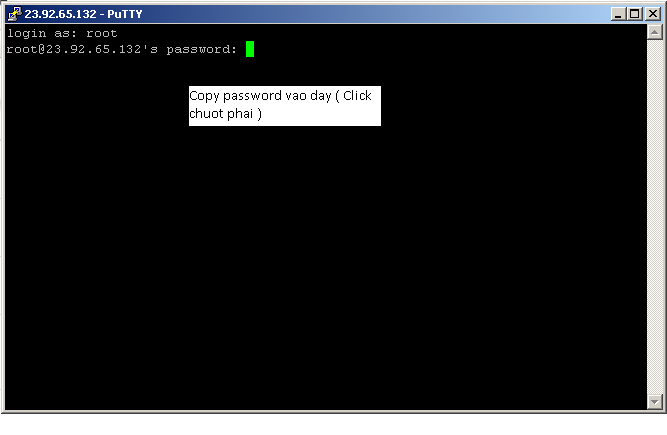 23.92.65.132 - PuTTY
login as: root
root@23.92.65.132's password:
Copy password vao day ( Click
chuot phai )